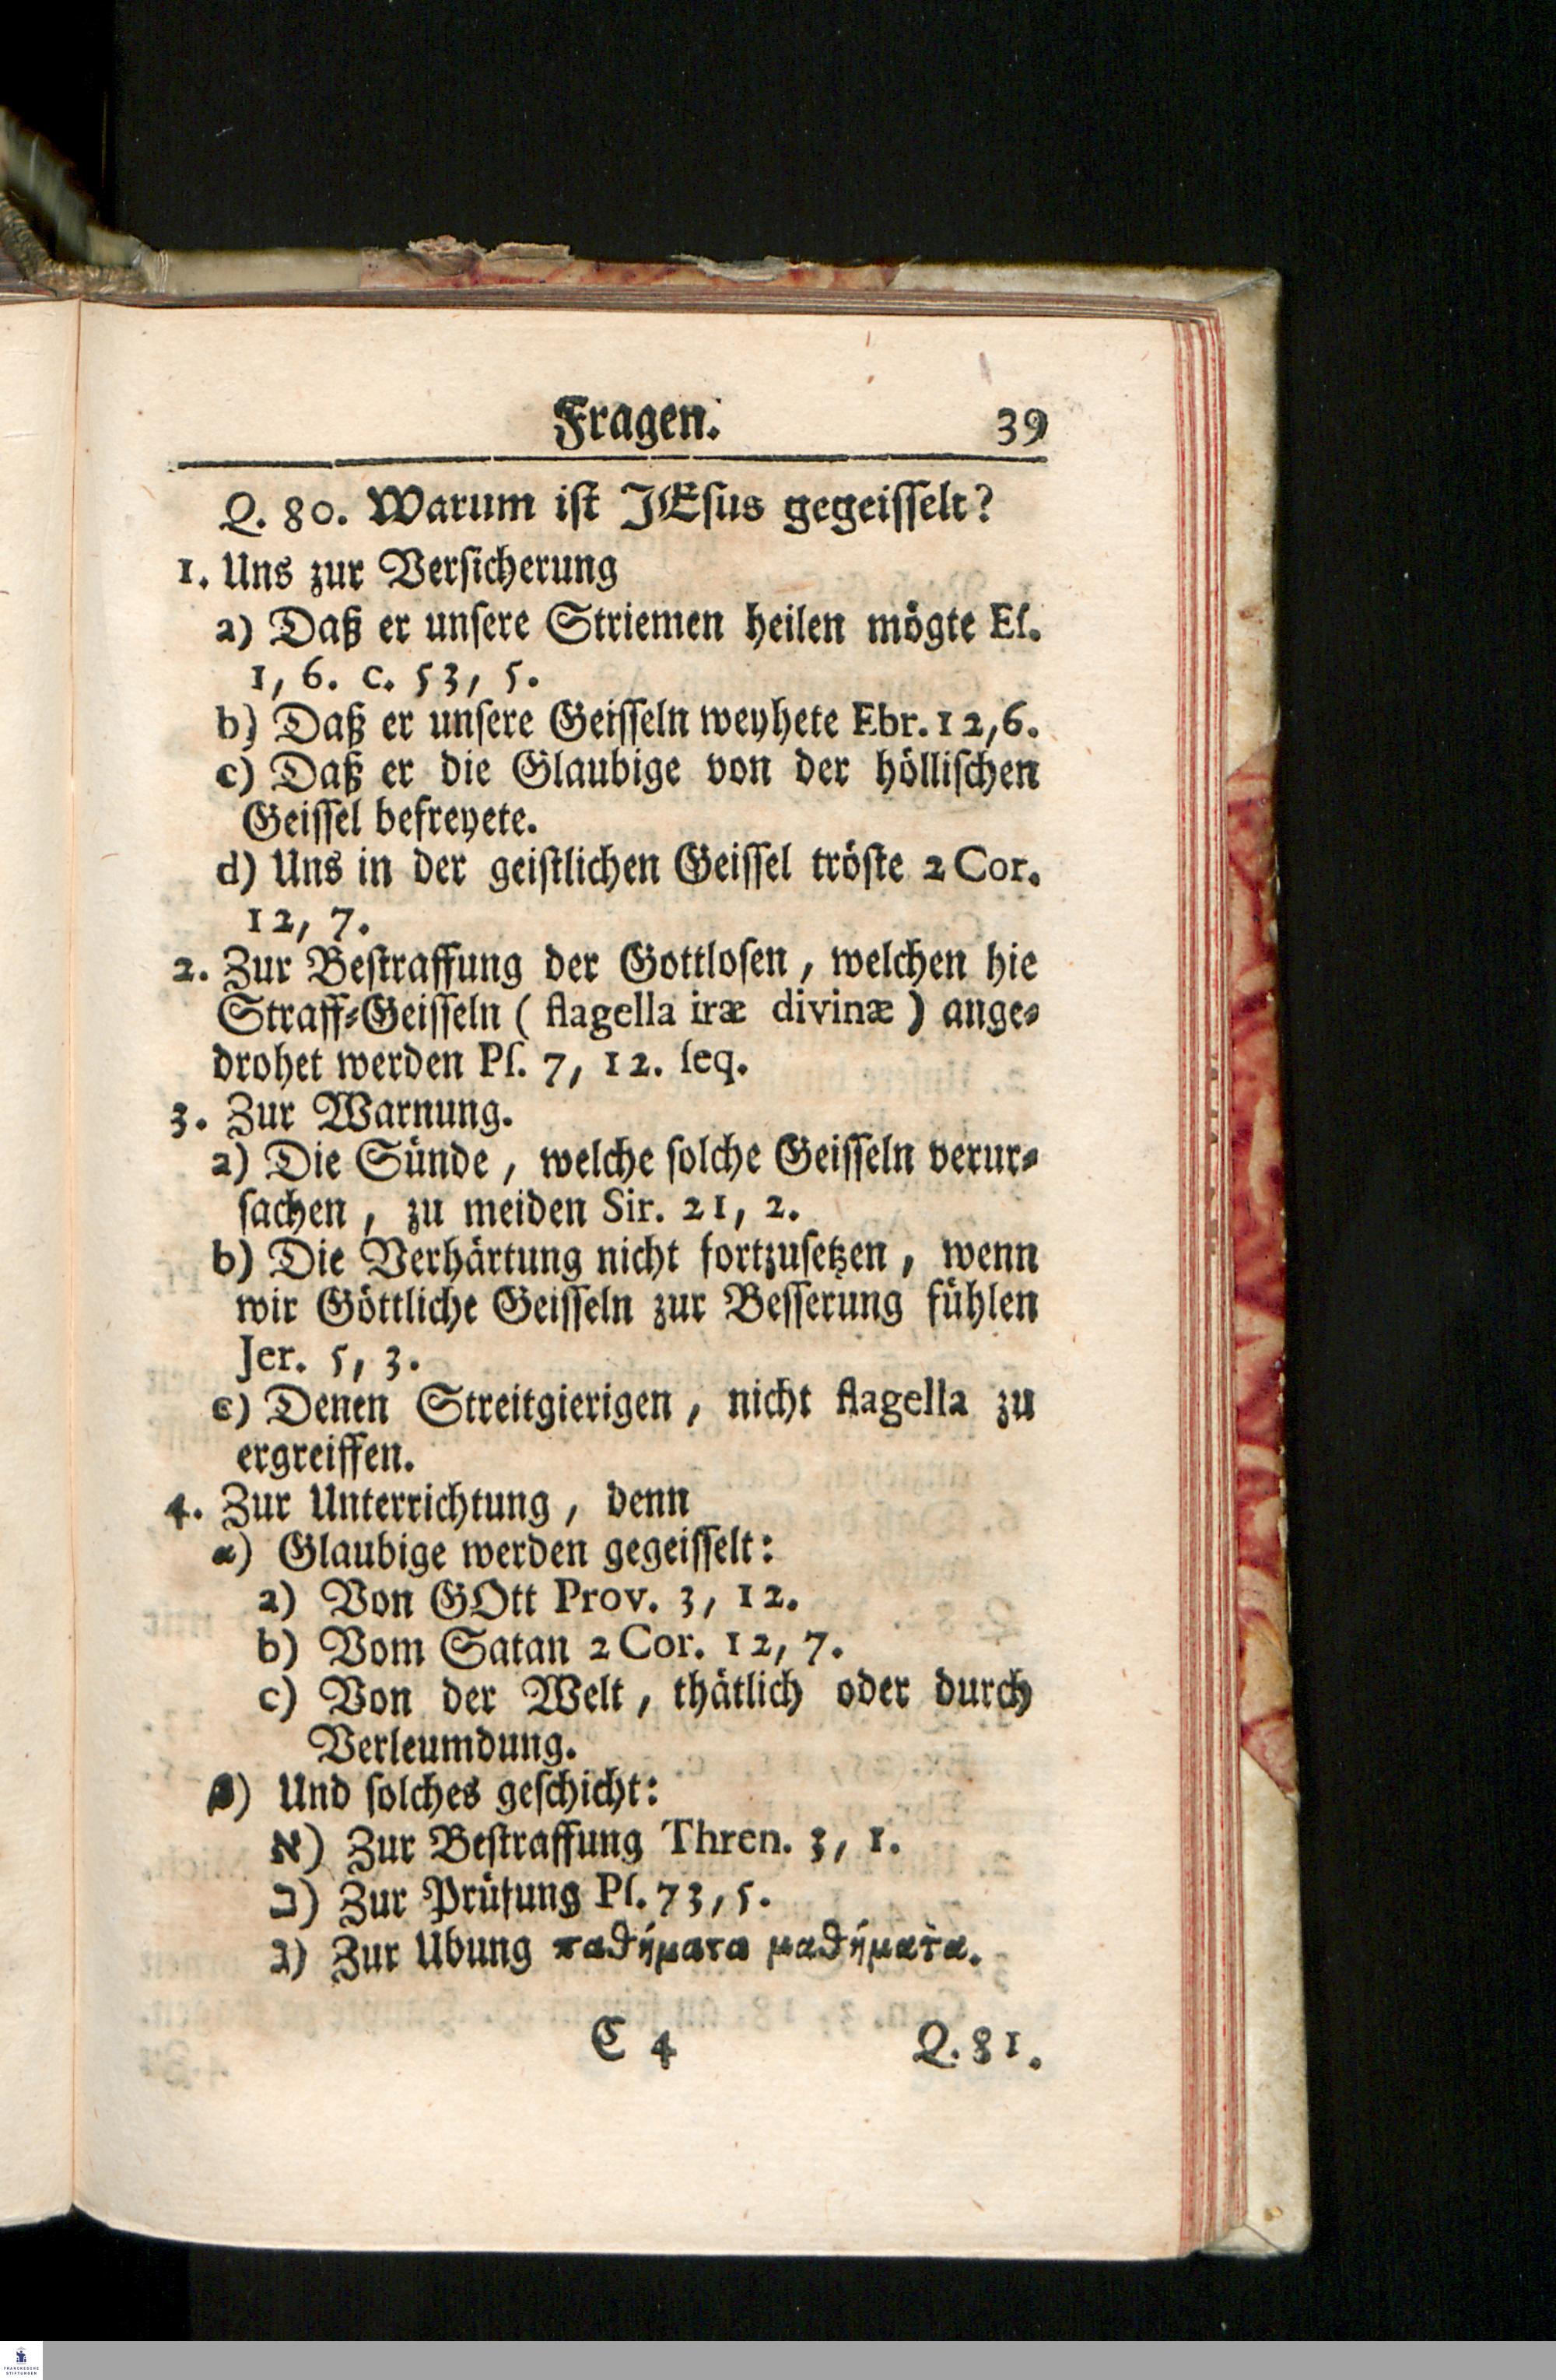 Fragen. 39
Q. 80. Warum ist JEsus gegeisselt?
1. Uns zur Versicherung
a) Daß er unsere Striemen heilen mögte Es.
1, 6. c. 53, 5.
b) Daß er unsere Geisseln weyhete Ebr. 12,6.
c) Daß er die Glaubige von der höllischen
Geissel befreyete.
d) Uns in der geistlichen Geissel tröste 2 Cor.
12, 7.
2. Zur Bestraffung der Gottlosen, welchen hie
Straff-Geisseln (flagella iræ divinæ) ange-
drohet werden Ps. 7, 12. seq.
3. Zur Warnung.
a) Die Sünde, welche solche Geisseln verur-
sachen, zu meiden Sir. 21, 2.
b) Die Verhärtung nicht fortzusetzen, wenn
wir Göttliche Geisseln zur Besserung fühlen
Jer. 5, 3.
c) Denen Streitgierigen, nicht flagella zu
ergreiffen.
4. Zur Unterrichtung, denn
α) Glaubige werden gegeisselt:
a) Von GOtt Prov. 3, 12.
b) Vom Satan 2 Cor. 12, 7.
c) Von der Welt, thätlich oder durch
Verleumdung.
β) Und solches geschicht:
א) Zur Bestraffung Thren. 3, 1.
ב) Zur Prüfung Ps. 73, 5.
ג) Zur Ubung παθήματα μαθήματα.
C 4 Q. 81.
FRANCKESCHE
STIFTUNGEN